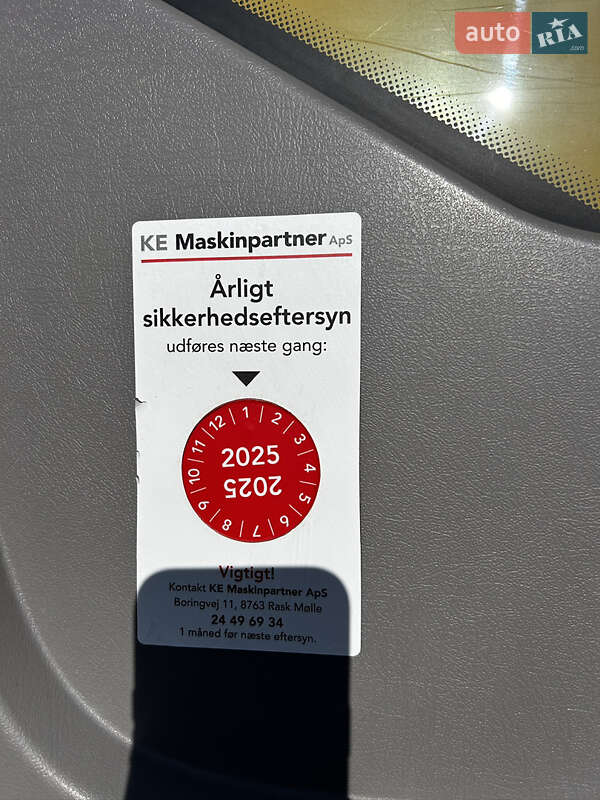 auto RIA .com
KE Maskinpartner ApS
Årligt
sikkerhedseftersyn
udføres næste gang:
1 2 3 4 5 6 7 8 9 10 11 12
2025
2025
Vigtigt!
Kontakt KE Maskinpartner ApS
Boringvej 11, 8763 Rask Mølle
24 49 69 34
1 måned før næste eftersyn.